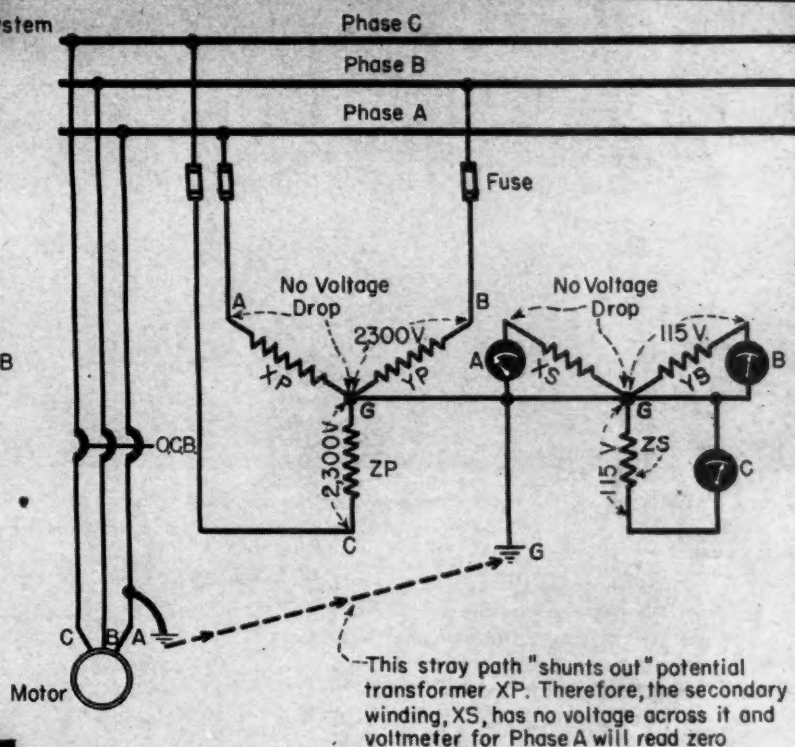 ystem
Phase C
Phase B
Phase A
Fuse
No Voltage
Drop
No Voltage
Drop
A
B
2300V
115 V.
XP
YP
A
XS
YS
B
B
G
G
O.C.B.
2,300V
ZP
115 V
ZS
C
C
G
C
B
A
Motor
This stray path "shunts out" potential
transformer XP. Therefore, the secondary
winding, XS, has no voltage across it and
voltmeter for Phase A will read zero